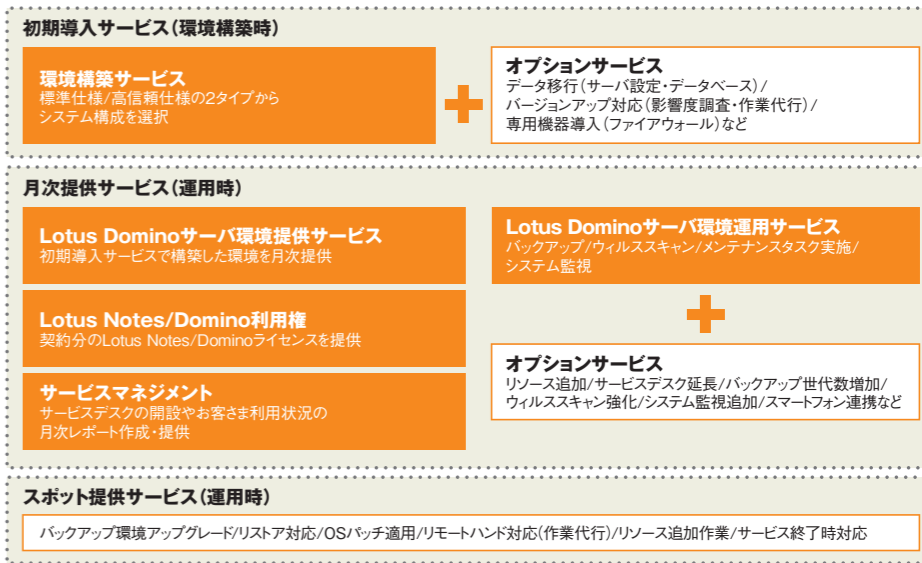 初期導入サービス(環境構築時)
環境構築サービス
標準仕様/高信頼仕様の2タイプから
システム構成を選択
オプションサービス
データ移行(サーバ設定・データベース)/
バージョンアップ対応(影響度調査・作業代行)/
専用機器導入(ファイアウォール)など
月次提供サービス(運用時)
Lotus Dominoサーバ環境提供サービス
初期導入サービスで構築した環境を月次提供
Lotus Notes/Domino利用権
契約分のLotus Notes/Dominoライセンスを提供
サービスマネジメント
サービスデスクの開設やお客さま利用状況の
月次レポート作成・提供
Lotus Dominoサーバ環境運用サービス
バックアップ/ウィルススキャン/メンテナンスタスク実施/
システム監視
オプションサービス
リソース追加/サービスデスク延長/バックアップ世代数増加/
ウィルススキャン強化/システム監視追加/スマートフォン連携など
スポット提供サービス(運用時)
バックアップ環境アップグレード/リストア対応/OSパッチ適用/リモートハンド対応(作業代行)/リソース追加作業/サービス終了時対応